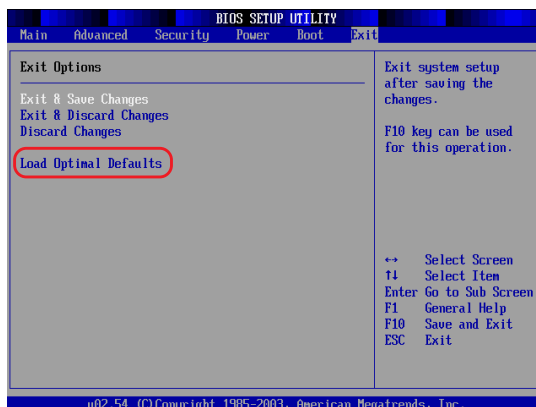 BIOS SETUP UTILITY
Main Advanced Security Power Boot Exit
Exit Options
Exit & Save Changes
Exit & Discard Changes
Discard Changes
Load Optimal Defaults
Exit system setup
after saving the
changes.
F10 key can be used
for this operation.
↔ Select Screen
↑↓ Select Item
Enter Go to Sub Screen
F1 General Help
F10 Save and Exit
ESC Exit
v02.54 (C)Copyright 1985-2003, American Megatrends, Inc.